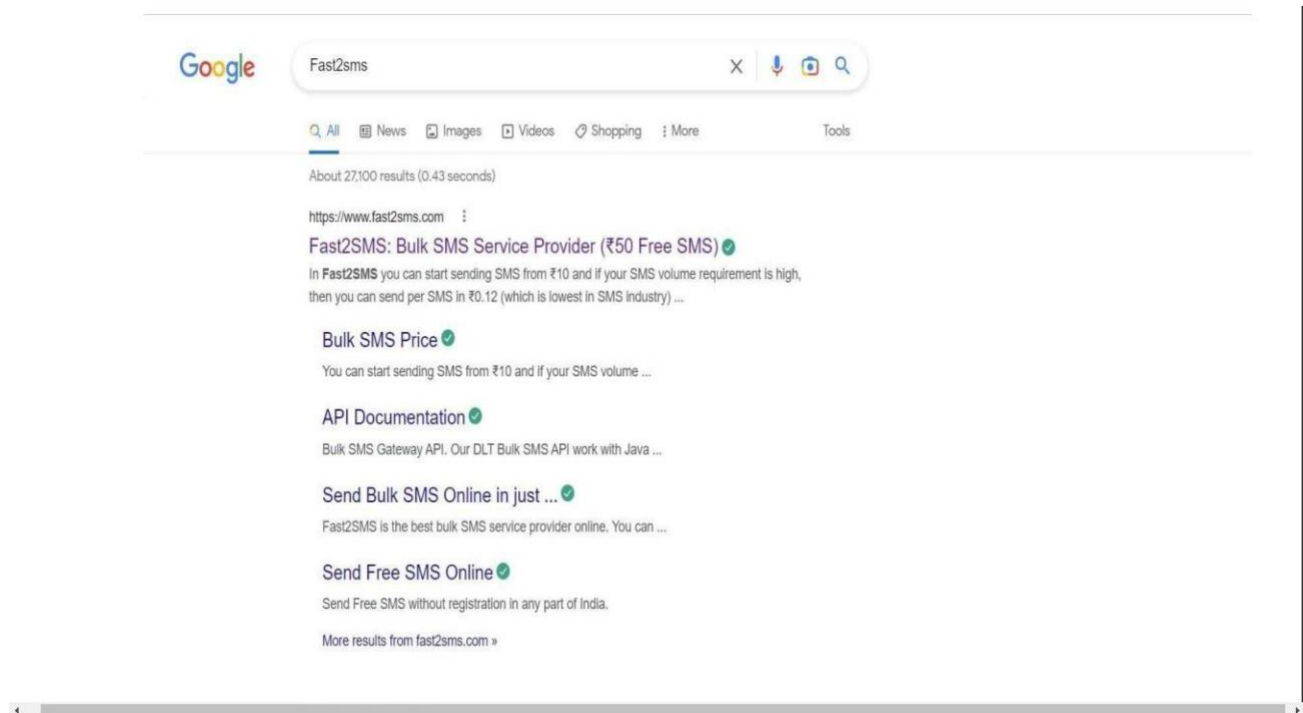 Google
Fast2sms
All News Images Videos Shopping More Tools
About 27,100 results (0.43 seconds)
https://www.fast2sms.com
Fast2SMS: Bulk SMS Service Provider (₹50 Free SMS)
In Fast2SMS you can start sending SMS from ₹10 and if your SMS volume requirement is high,
then you can send per SMS in ₹0.12 (which is lowest in SMS industry) ...
Bulk SMS Price
You can start sending SMS from ₹10 and if your SMS volume ...
API Documentation
Bulk SMS Gateway API. Our DLT Bulk SMS API work with Java ...
Send Bulk SMS Online in just ...
Fast2SMS is the best bulk SMS service provider online. You can ...
Send Free SMS Online
Send Free SMS without registration in any part of India.
More results from fast2sms.com »